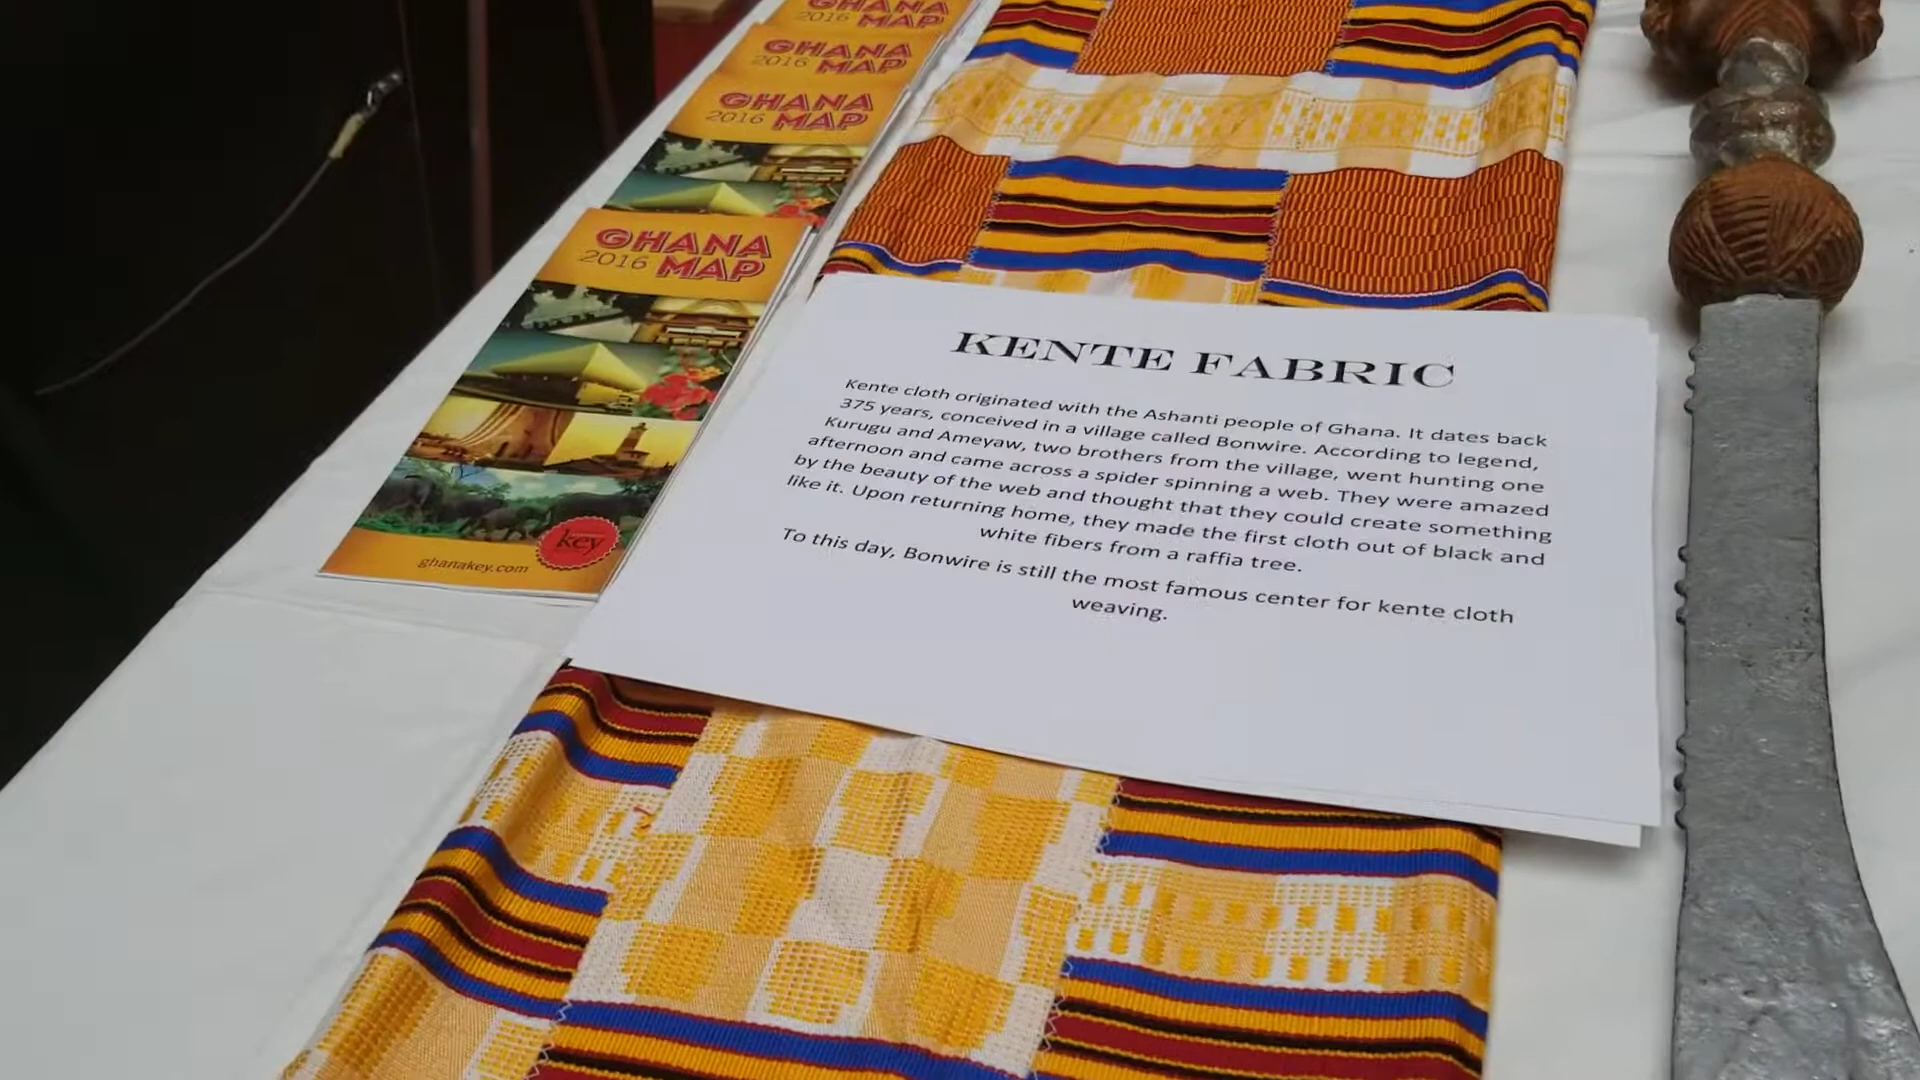 GHANA
2016 MAP
GHANA
2016 MAP
GHANA
2016 MAP
GHANA
2016 MAP
key
ghanakey.com
KENTE FABRIC
Kente cloth originated with the Ashanti people of Ghana. It dates back
375 years, conceived in a village called Bonwire. According to legend,
Kurugu and Ameyaw, two brothers from the village, went hunting one
afternoon and came across a spider spinning a web. They were amazed
by the beauty of the web and thought that they could create something
like it. Upon returning home, they made the first cloth out of black and
white fibers from a raffia tree.
To this day, Bonwire is still the most famous center for kente cloth
weaving.